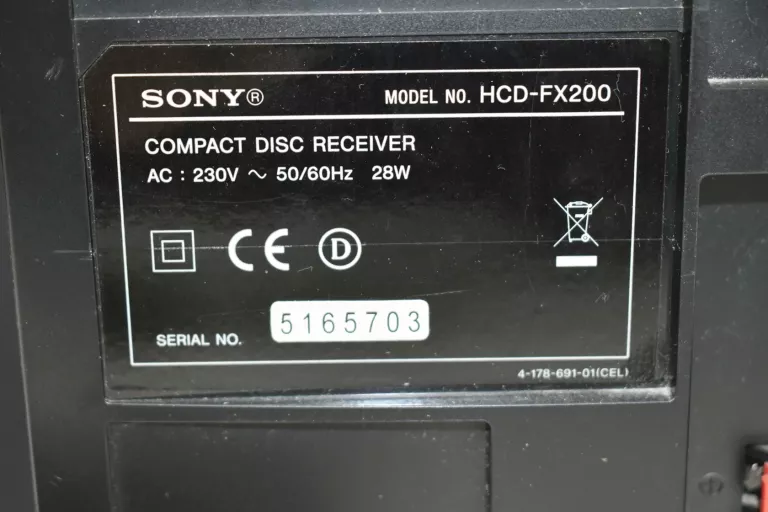 SONY® MODEL NO. HCD-FX200
COMPACT DISC RECEIVER
AC : 230V ~ 50/60Hz 28W
CE D
SERIAL NO. 5165703
4-178-691-01(CEL)